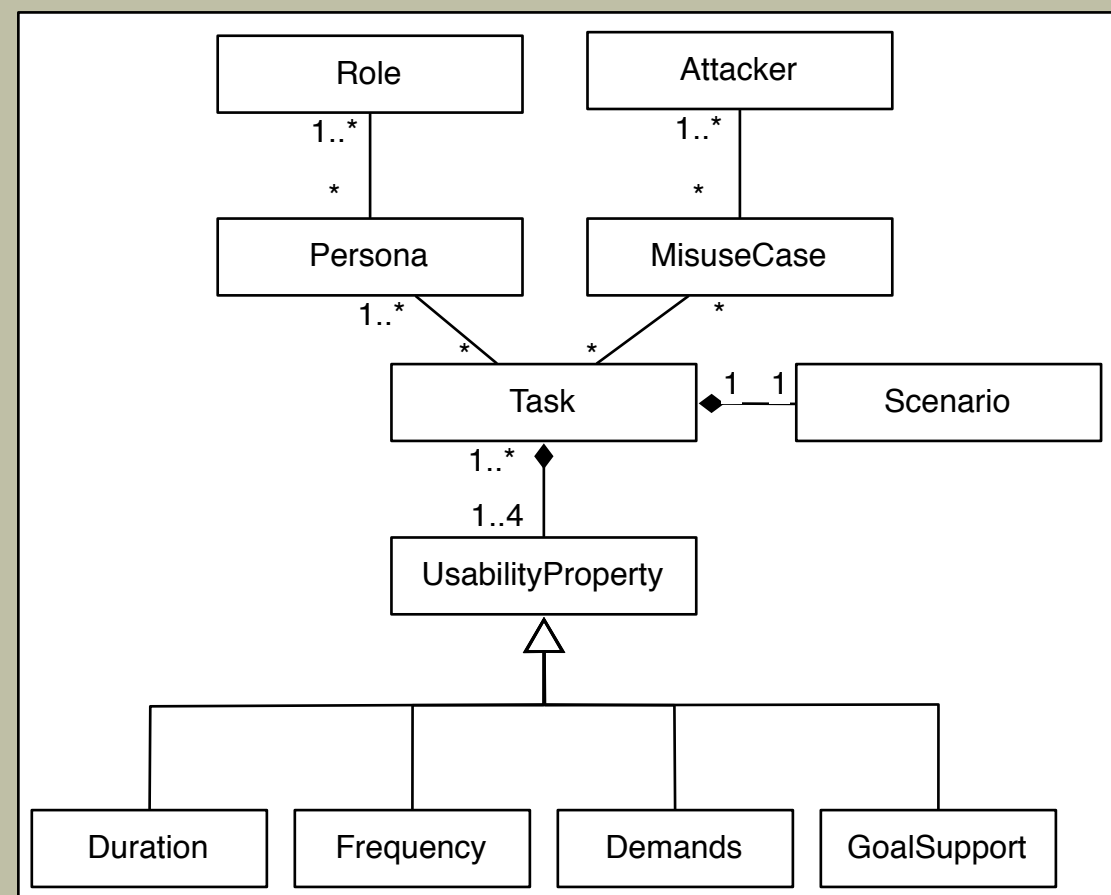 Role
Attacker
1..*
1..*
*
*
Persona
MisuseCase
1..*
*
*
*
Task
1
1
Scenario
1..*
1..4
UsabilityProperty
Duration
Frequency
Demands
GoalSupport